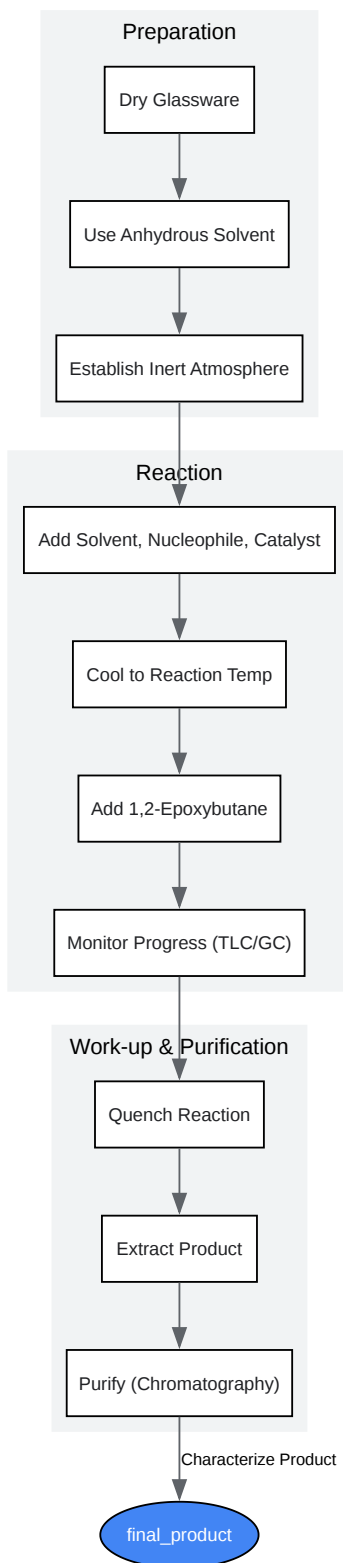 Preparation
Dry Glassware
Use Anhydrous Solvent
Establish Inert Atmosphere
Reaction
Add Solvent, Nucleophile, Catalyst
Cool to Reaction Temp
Add 1,2-Epoxybutane
Monitor Progress (TLC/GC)
Work-up & Purification
Quench Reaction
Extract Product
Purify (Chromatography)
Characterize Product
final_product